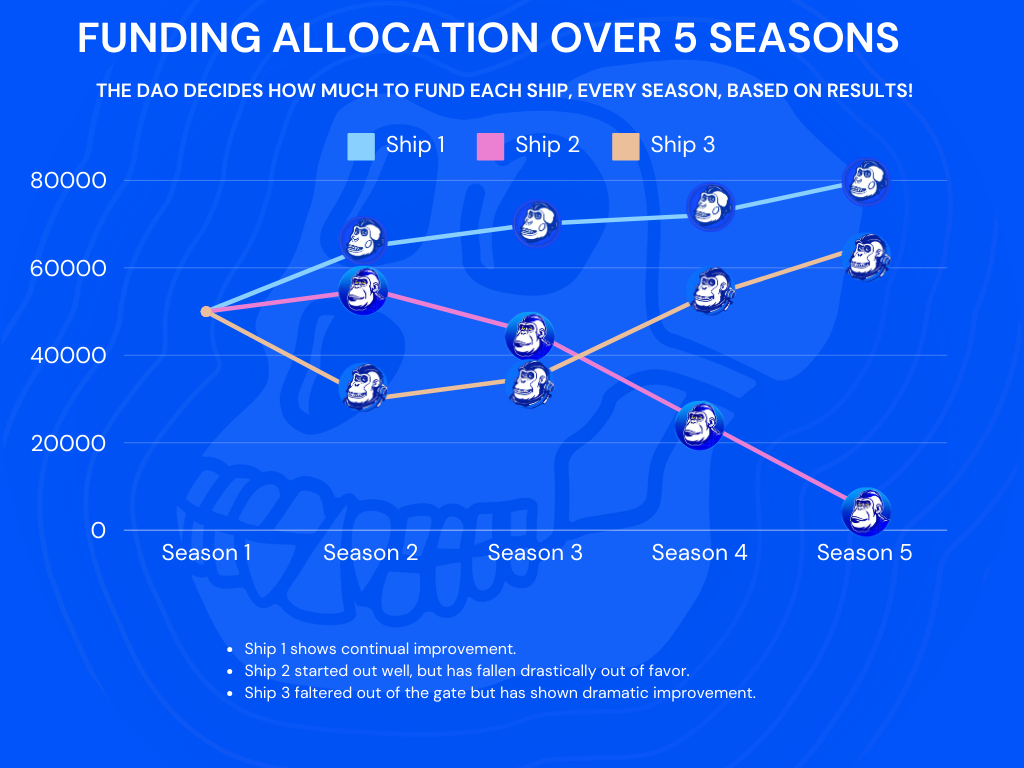 FUNDING ALLOCATION OVER 5 SEASONS
THE DAO DECIDES HOW MUCH TO FUND EACH SHIP, EVERY SEASON, BASED ON RESULTS!
Ship 1 Ship 2 Ship 3
80000
60000
40000
20000
0
Season 1 Season 2 Season 3 Season 4 Season 5
• Ship 1 shows continual improvement.
• Ship 2 started out well, but has fallen drastically out of favor.
• Ship 3 faltered out of the gate but has shown dramatic improvement.